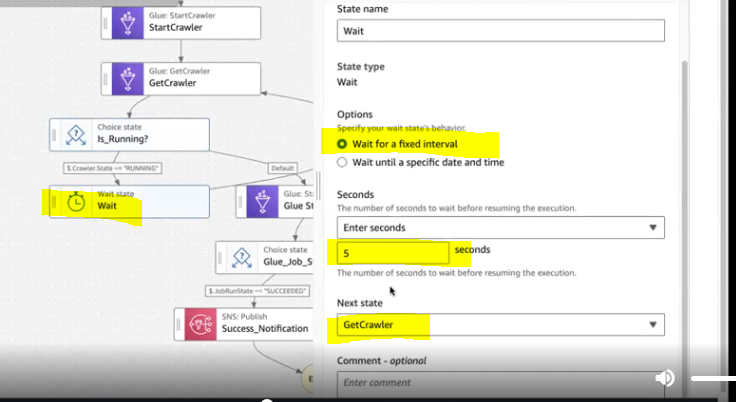 Glue: StartCrawler
StartCrawler
Glue: GetCrawler
GetCrawler
Choice state
Is_Running?
$.Crawler.State == "RUNNING"
Default
Wait state
Wait
Glue: St
Glue St
Choice state
Glue_Job_S
$.JobRunState == "SUCCEEDED"
SNS: Publish
Success_Notification
E
State name
Wait
State type
Wait
Options
Specify your wait state's behavior.
Wait for a fixed interval
Wait until a specific date and time
Seconds
The number of seconds to wait before resuming the execution.
Enter seconds
5 seconds
The number of seconds to wait before resuming the execution.
Next state
GetCrawler
Comment - optional
Enter comment